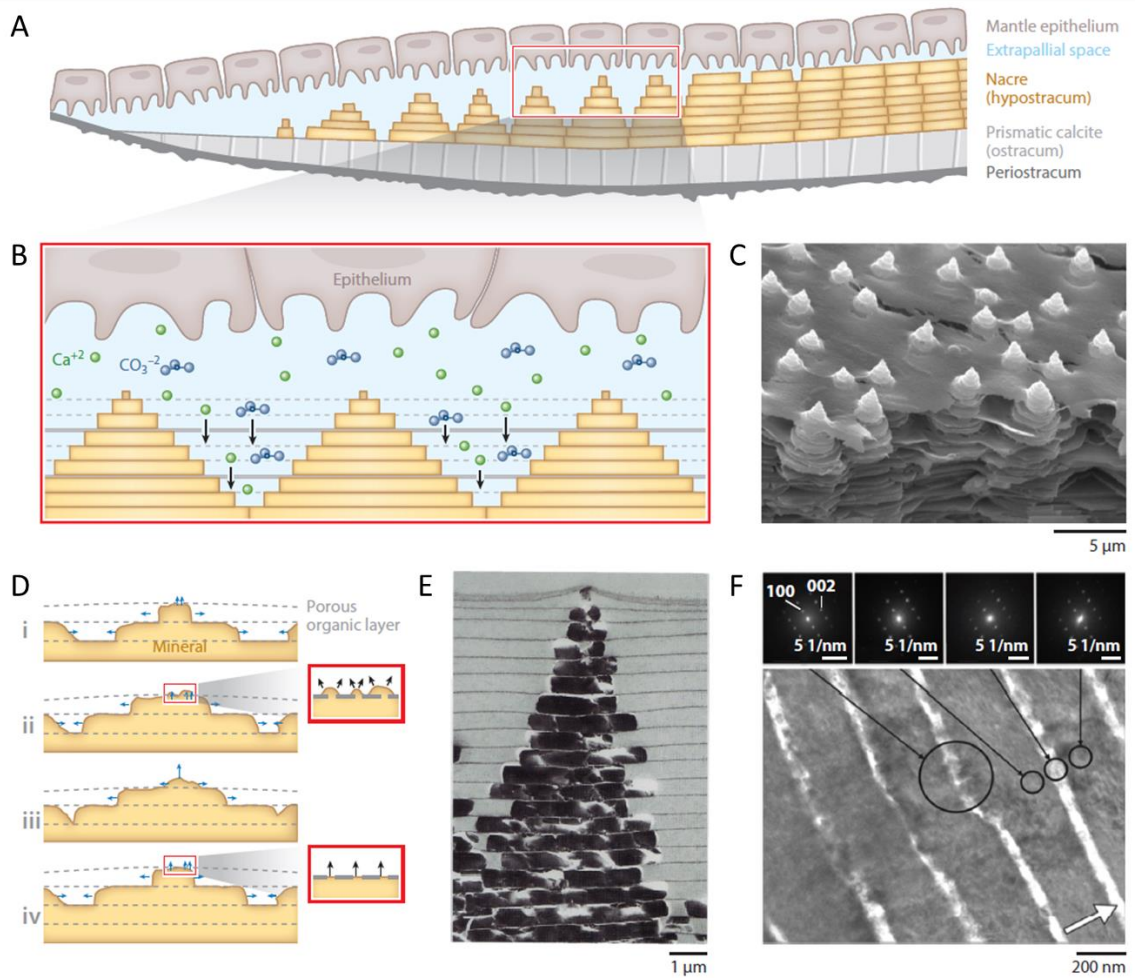 A
Mantle epithelium
Extrapallial space
Nacre
(hypostracum)
Prismatic calcite
(ostracum)
Periostracum
B
Epithelium
Ca+2
CO3−2
C
5 µm
D
Porous
organic layer
i
Mineral
ii
iii
iv
E
1 µm
F
100
002
5 1/nm
5 1/nm
5 1/nm
5 1/nm
200 nm